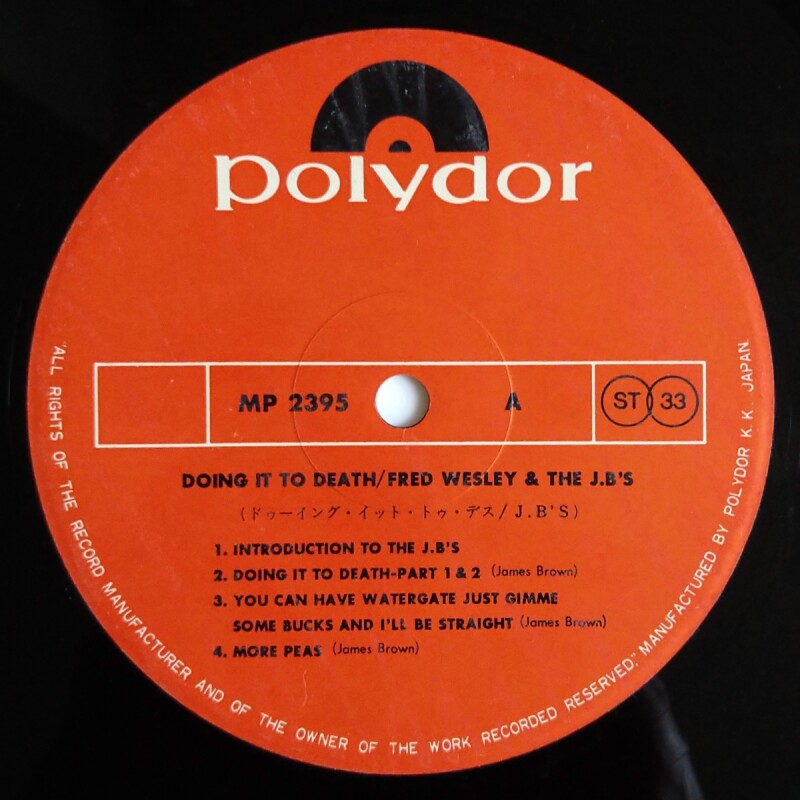 polydor
MP 2395 A ST 33
DOING IT TO DEATH/FRED WESLEY & THE J.B'S
(ドゥーイング・イット・トゥ・デス/J.B'S)
1. INTRODUCTION TO THE J.B'S
2. DOING IT TO DEATH-PART 1 & 2 (James Brown)
3. YOU CAN HAVE WATERGATE JUST GIMME
SOME BUCKS AND I'LL BE STRAIGHT (James Brown)
4. MORE PEAS (James Brown)
"ALL RIGHTS OF THE RECORD MANUFACTURER AND OF THE OWNER OF THE WORK RECORDED RESERVED." MANUFACTURED BY POLYDOR K.K. JAPAN